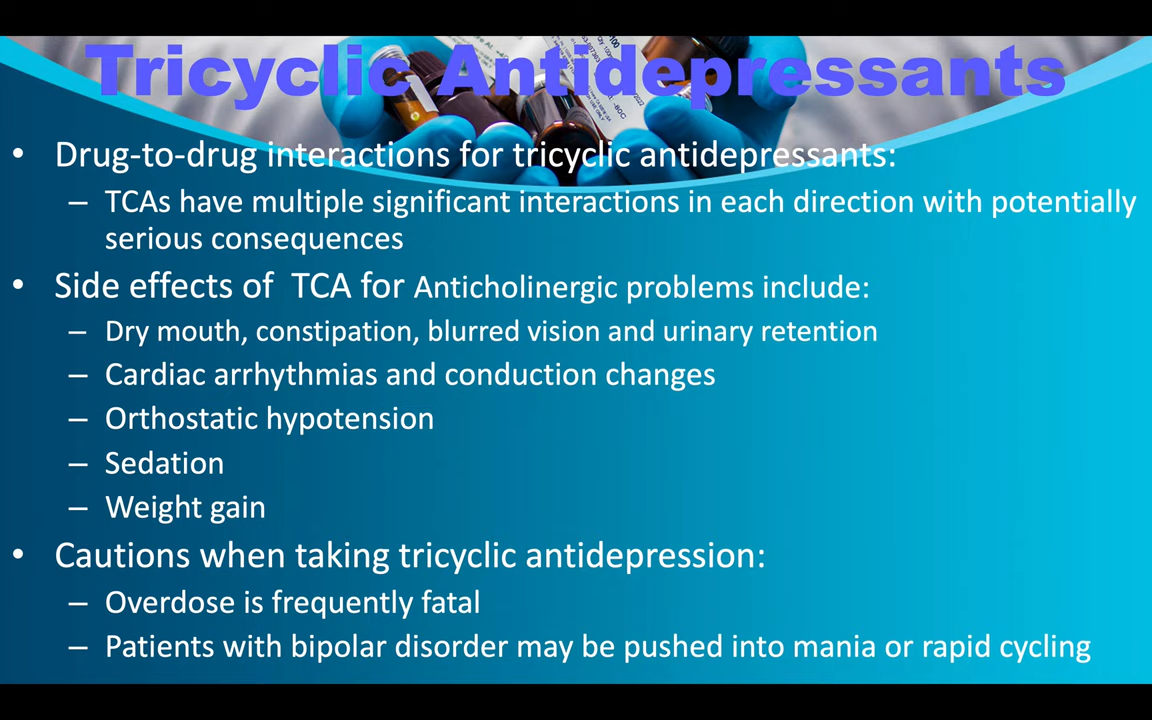 Tricyclic Antidepressants
• Drug-to-drug interactions for tricyclic antidepressants:
– TCAs have multiple significant interactions in each direction with potentially
serious consequences
• Side effects of  TCA for Anticholinergic problems include:
– Dry mouth, constipation, blurred vision and urinary retention
– Cardiac arrhythmias and conduction changes
– Orthostatic hypotension
– Sedation
– Weight gain
• Cautions when taking tricyclic antidepression:
– Overdose is frequently fatal
– Patients with bipolar disorder may be pushed into mania or rapid cycling